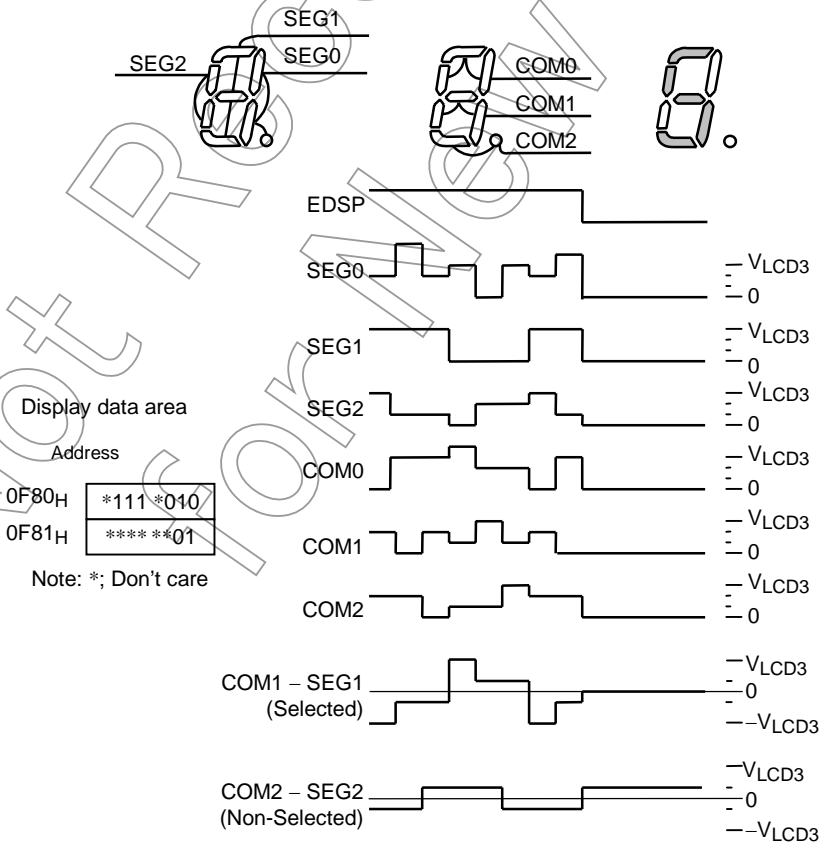 SEG1
SEG2
SEG0
COM0
COM1
COM2
EDSP
SEG0
VLCD3
0
SEG1
VLCD3
0
SEG2
VLCD3
0
COM0
VLCD3
0
COM1
VLCD3
0
COM2
VLCD3
0
COM1 – SEG1
(Selected)
VLCD3
0
–VLCD3
COM2 – SEG2
(Non-Selected)
VLCD3
0
–VLCD3
Display data area
Address
0F80H *111 *010
0F81H **** **01
Note: *; Don't care
for New